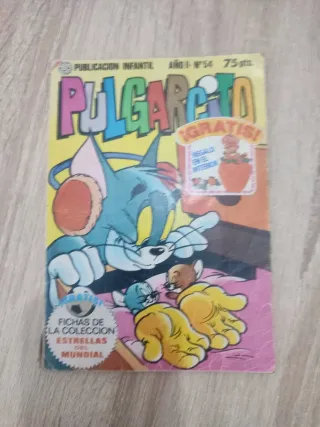 PUBLICACION INFANTIL AÑO II - Nº 54 75 pts.
PULGARCITO
¡GRATIS!
REGALO
EN EL
INTERIOR
¡GRATIS!
FICHAS DE
LA COLECCION
ESTRELLAS
DEL
MUNDIAL